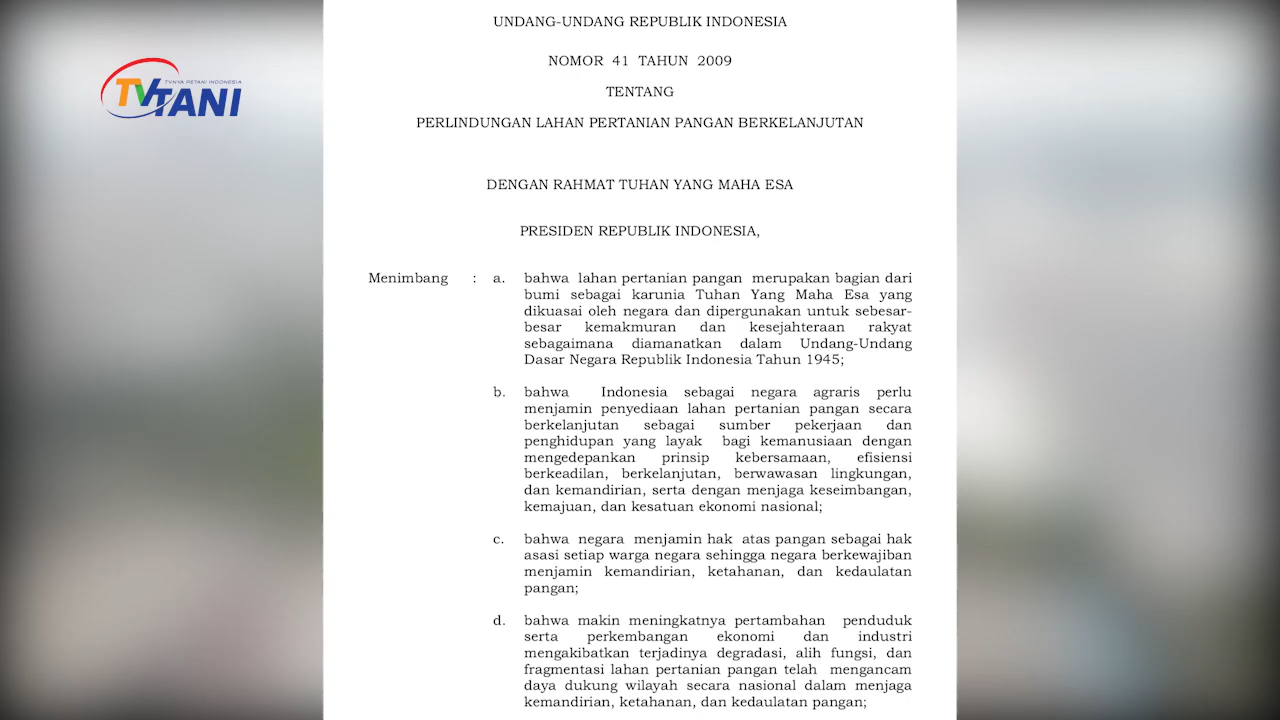 TVNYA PETANI INDONESIA
TVTANI
UNDANG-UNDANG REPUBLIK INDONESIA
NOMOR 41 TAHUN 2009
TENTANG
PERLINDUNGAN LAHAN PERTANIAN PANGAN BERKELANJUTAN
DENGAN RAHMAT TUHAN YANG MAHA ESA
PRESIDEN REPUBLIK INDONESIA,
Menimbang : a. bahwa lahan pertanian pangan merupakan bagian dari
bumi sebagai karunia Tuhan Yang Maha Esa yang
dikuasai oleh negara dan dipergunakan untuk sebesar-
besar kemakmuran dan kesejahteraan rakyat
sebagaimana diamanatkan dalam Undang-Undang
Dasar Negara Republik Indonesia Tahun 1945;
b. bahwa Indonesia sebagai negara agraris perlu
menjamin penyediaan lahan pertanian pangan secara
berkelanjutan sebagai sumber pekerjaan dan
penghidupan yang layak bagi kemanusiaan dengan
mengedepankan prinsip kebersamaan, efisiensi
berkeadilan, berkelanjutan, berwawasan lingkungan,
dan kemandirian, serta dengan menjaga keseimbangan,
kemajuan, dan kesatuan ekonomi nasional;
c. bahwa negara menjamin hak atas pangan sebagai hak
asasi setiap warga negara sehingga negara berkewajiban
menjamin kemandirian, ketahanan, dan kedaulatan
pangan;
d. bahwa makin meningkatnya pertambahan penduduk
serta perkembangan ekonomi dan industri
mengakibatkan terjadinya degradasi, alih fungsi, dan
fragmentasi lahan pertanian pangan telah mengancam
daya dukung wilayah secara nasional dalam menjaga
kemandirian, ketahanan, dan kedaulatan pangan;